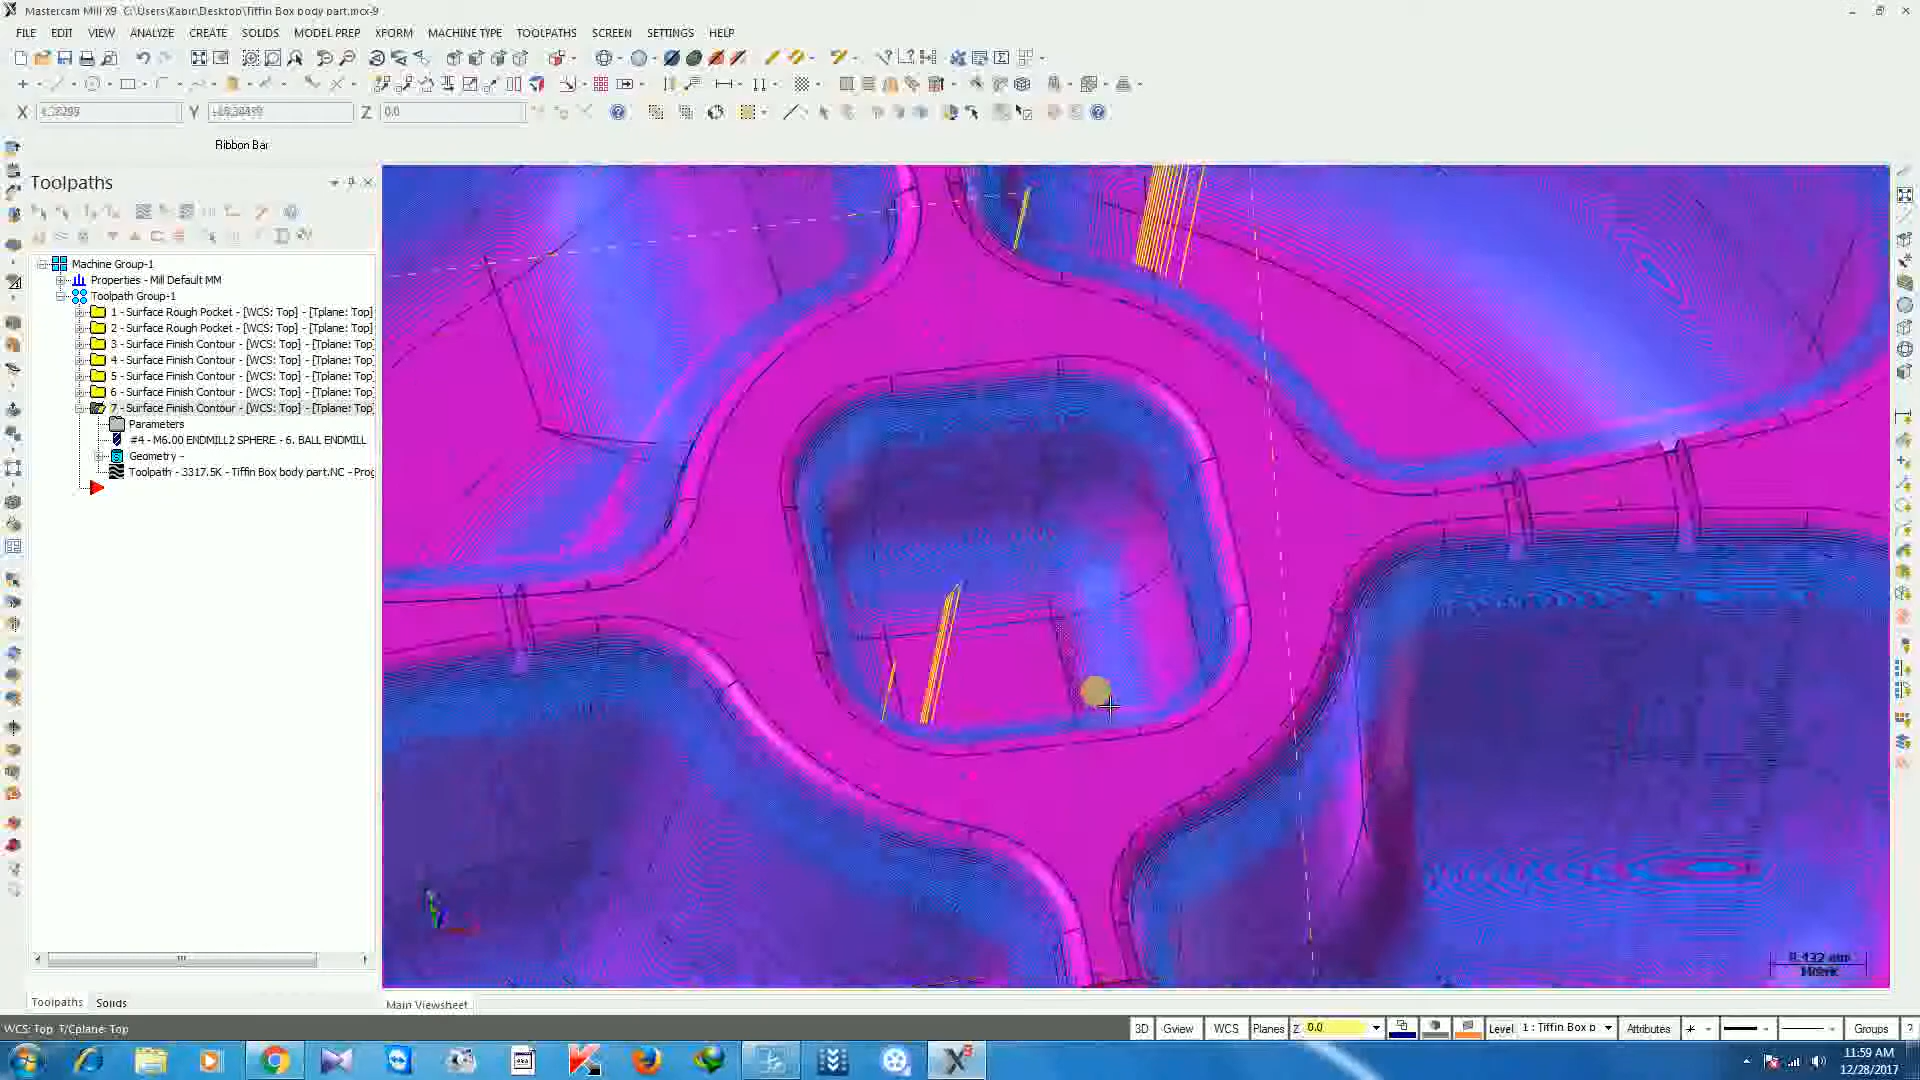 Mastercam Mill X9 C:\Users\Kabir\Desktop\Tiffin Box body part.mcx-9
FILE EDIT VIEW ANALYZE CREATE SOLIDS MODEL PREP XFORM MACHINE TYPE TOOLPATHS SCREEN SETTINGS HELP
X Y Z 0.0
Ribbon Bar
Toolpaths
Machine Group-1
Properties - Mill Default MM
Toolpath Group-1
1 - Surface Rough Pocket - [WCS: Top] - [Tplane: Top]
2 - Surface Rough Pocket - [WCS: Top] - [Tplane: Top]
3 - Surface Finish Contour - [WCS: Top] - [Tplane: Top]
4 - Surface Finish Contour - [WCS: Top] - [Tplane: Top]
5 - Surface Finish Contour - [WCS: Top] - [Tplane: Top]
6 - Surface Finish Contour - [WCS: Top] - [Tplane: Top]
7 - Surface Finish Contour - [WCS: Top] - [Tplane: Top]
Parameters
#4 - M6.00 ENDMILL2 SPHERE - 6. BALL ENDMILL
Geometry -
Toolpath - 3317.5K - Tiffin Box body part.NC - Prog
Metric
Toolpaths Solids
Main Viewsheet
WCS: Top T/Cplane: Top
3D Gview WCS Planes Z 0.0 Level 1 : Tiffin Box p Attributes Groups ?
11:59 AM
12/28/2017